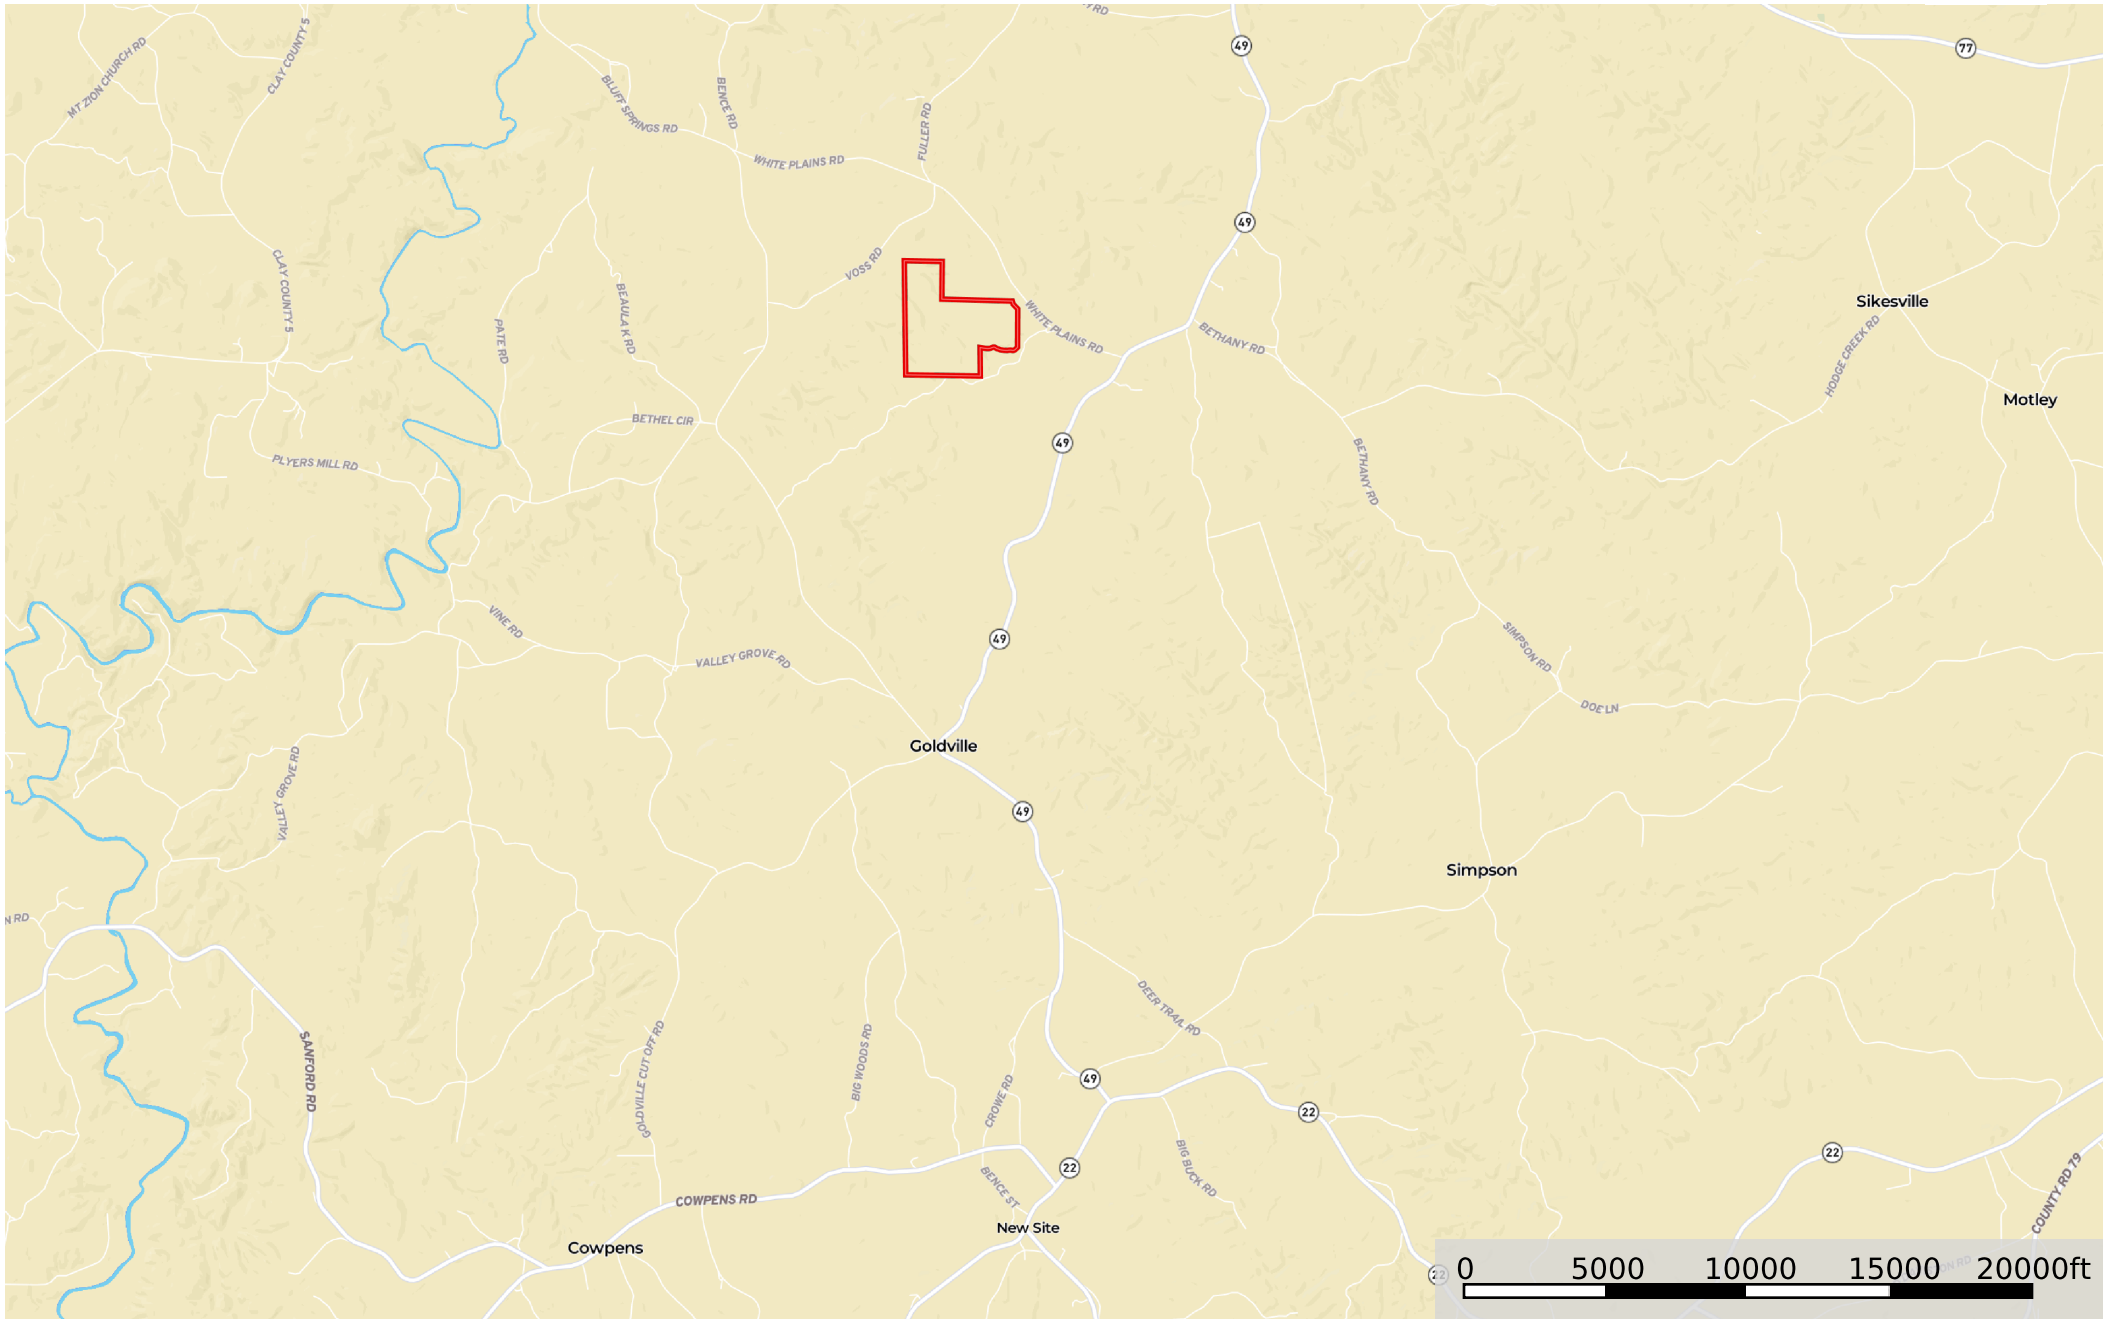 RD
49
77
MT ZION CHURCH RD
CLAY COUNTY 5
BLUFF SPRINGS RD
BENCE RD
FULLER RD
WHITE PLAINS RD
49
CLAY COUNTY 5
VOSS RD
BEAULA K RD
PATE RD
WHITE PLAINS RD
BETHANY RD
Sikesville
HODGE CREEK RD
Motley
BETHEL CIR
49
PLYERS MILL RD
BETHANY RD
VINE RD
49
VALLEY GROVE RD
SIMPSON RD
DOE LN
Goldville
VALLEY GROVE RD
49
Simpson
N RD
DEER TRAIL RD
SANFORD RD
GOLDVILLE CUT OFF RD
BIG WOODS RD
CROWE RD
49
22
BIG BUCK RD
22
22
COUNTY RD 79
BENCE ST
COWPENS RD
New Site
Cowpens
22
ON RD
0 5000 10000 15000 20000ft